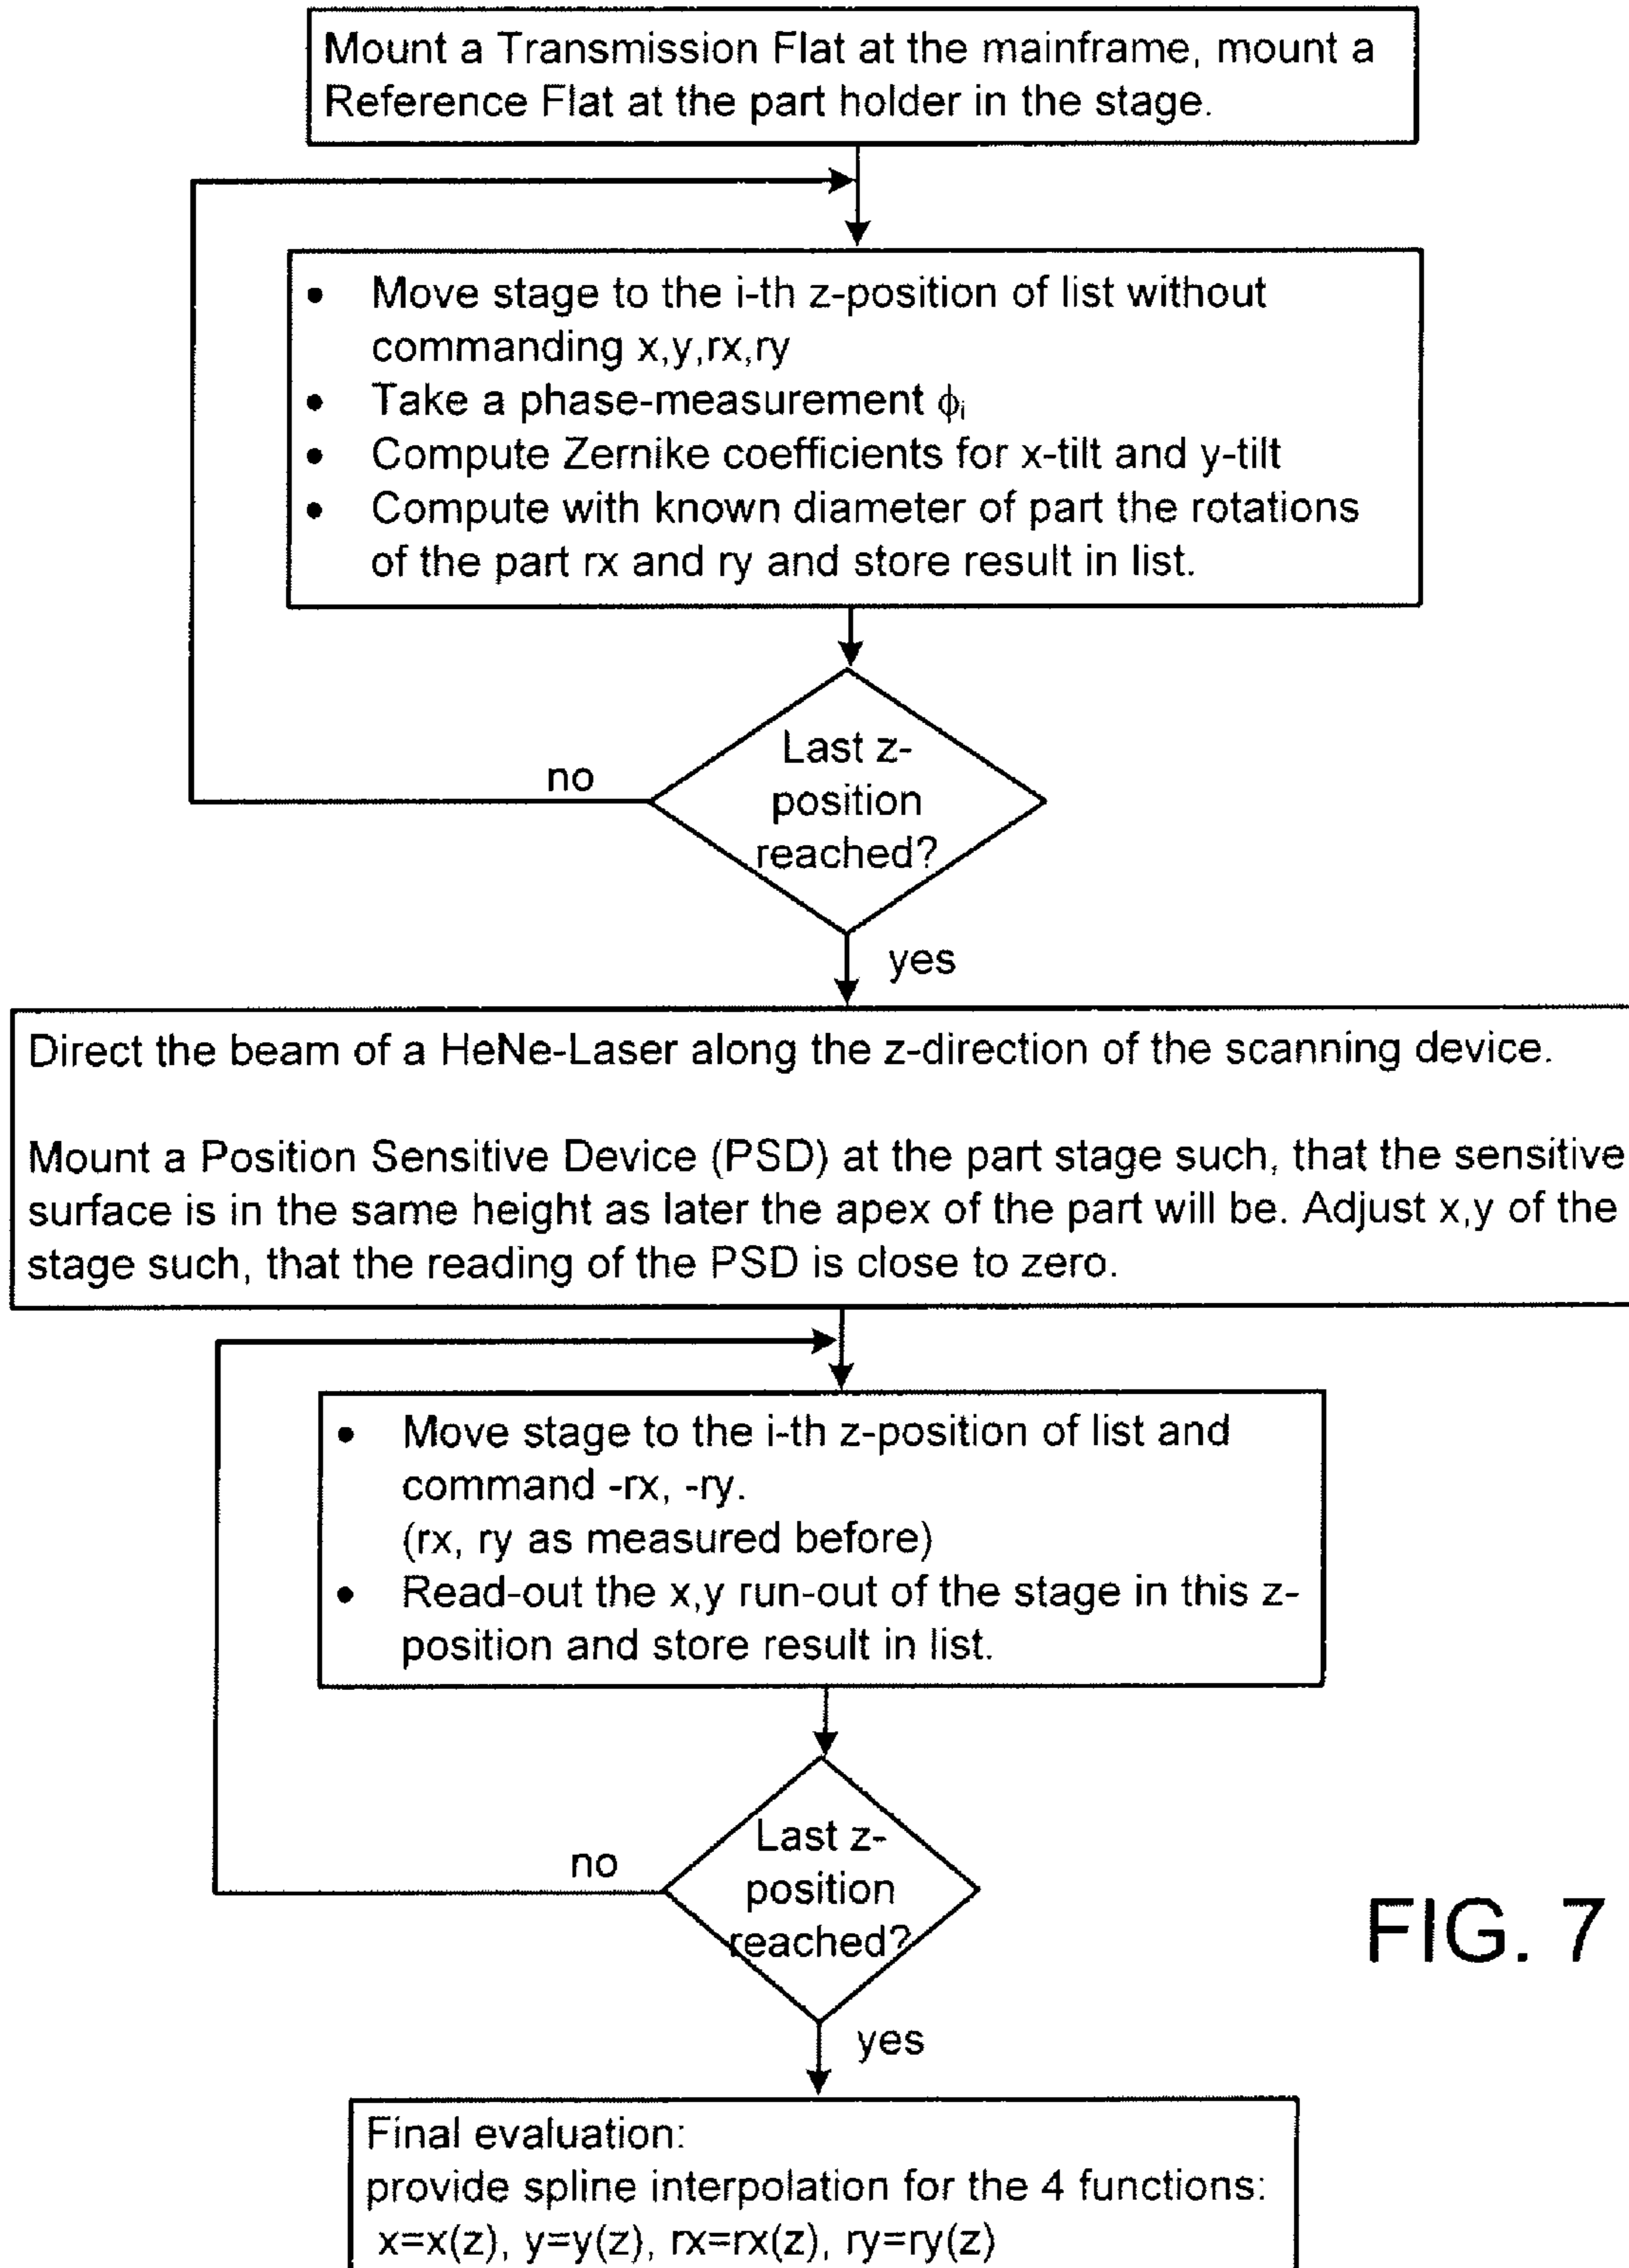 Mount a Transmission Flat at the mainframe, mount a
Reference Flat at the part holder in the stage.
• Move stage to the i-th z-position of list without
commanding x,y,rx,ry
• Take a phase-measurement ϕi
• Compute Zernike coefficients for x-tilt and y-tilt
• Compute with known diameter of part the rotations
of the part rx and ry and store result in list.
Last z-
position
reached?
no
yes
Direct the beam of a HeNe-Laser along the z-direction of the scanning device.
Mount a Position Sensitive Device (PSD) at the part stage such, that the sensitive
surface is in the same height as later the apex of the part will be. Adjust x,y of the
stage such, that the reading of the PSD is close to zero.
• Move stage to the i-th z-position of list and
command -rx, -ry.
(rx, ry as measured before)
• Read-out the x,y run-out of the stage in this z-
position and store result in list.
Last z-
position
reached?
no
yes
FIG. 7
Final evaluation:
provide spline interpolation for the 4 functions:
x=x(z), y=y(z), rx=rx(z), ry=ry(z)